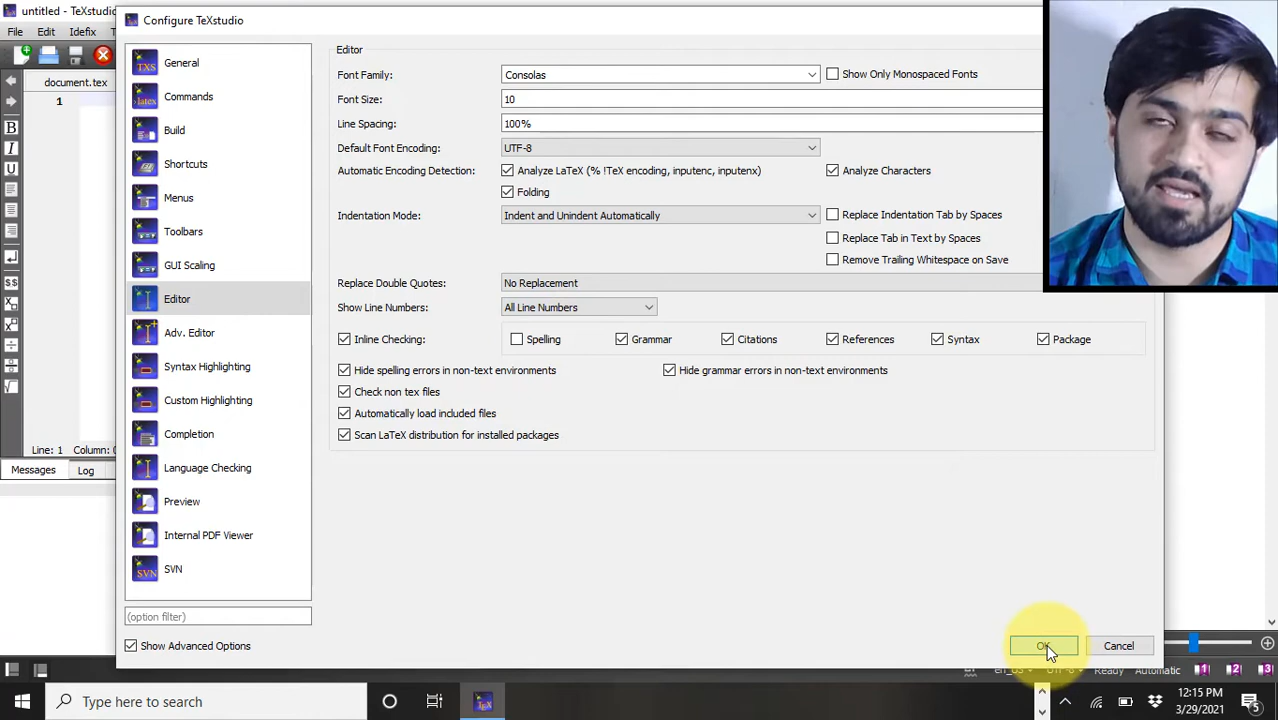 untitled - TeXstudio
Configure TeXstudio
File Edit Idefix
document.tex
1
General
Commands
Build
Shortcuts
Menus
Toolbars
GUI Scaling
Editor
Adv. Editor
Syntax Highlighting
Custom Highlighting
Completion
Language Checking
Preview
Internal PDF Viewer
SVN
(option filter)
Show Advanced Options
Editor
Font Family: Consolas Show Only Monospaced Fonts
Font Size: 10
Line Spacing: 100%
Default Font Encoding: UTF-8
Automatic Encoding Detection: Analyze LaTeX (% !TeX encoding, inputenc, inputenx) Analyze Characters
Folding
Indentation Mode: Indent and Unindent Automatically Replace Indentation Tab by Spaces
Replace Tab in Text by Spaces
Remove Trailing Whitespace on Save
Replace Double Quotes: No Replacement
Show Line Numbers: All Line Numbers
Inline Checking: Spelling Grammar Citations References Syntax Package
Hide spelling errors in non-text environments Hide grammar errors in non-text environments
Check non tex files
Automatically load included files
Scan LaTeX distribution for installed packages
OK Cancel
Line: 1 Column: 0
Messages Log
Ready Automatic 1 2 3
Type here to search
12:15 PM
3/29/2021
5